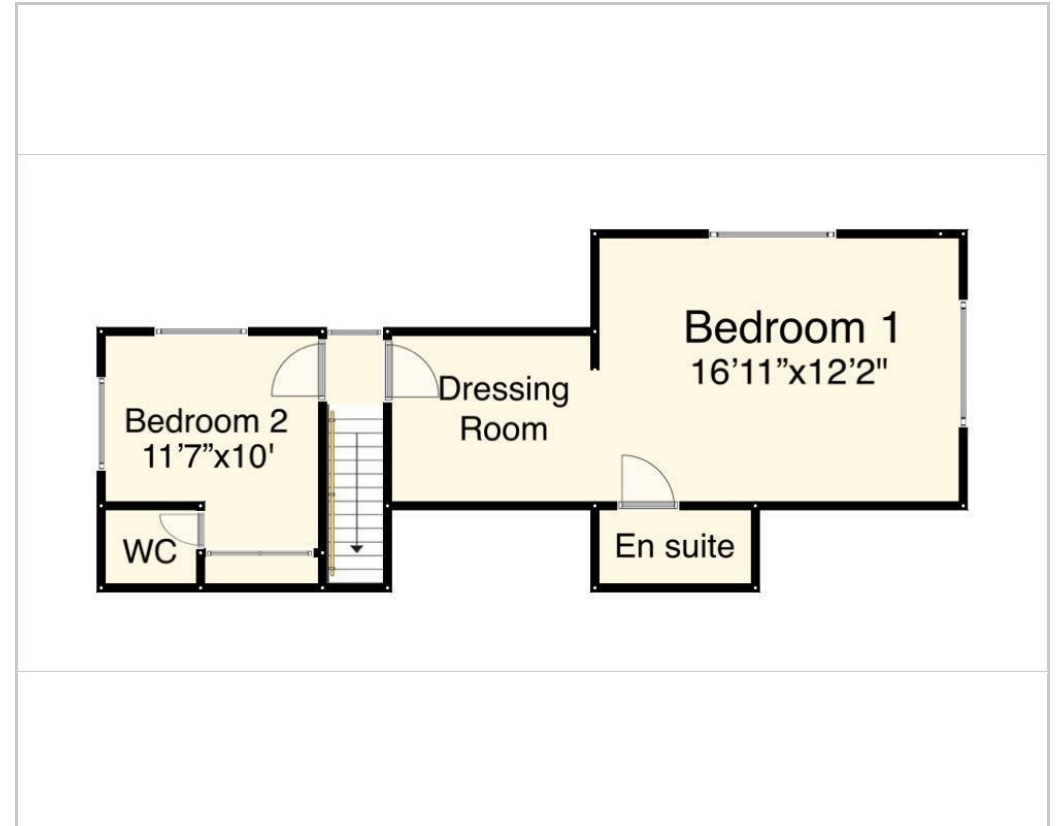 Bedroom 1
16’11”x12’2"
Dressing
Room
Bedroom 2
11’7”x10'
WC
En suite